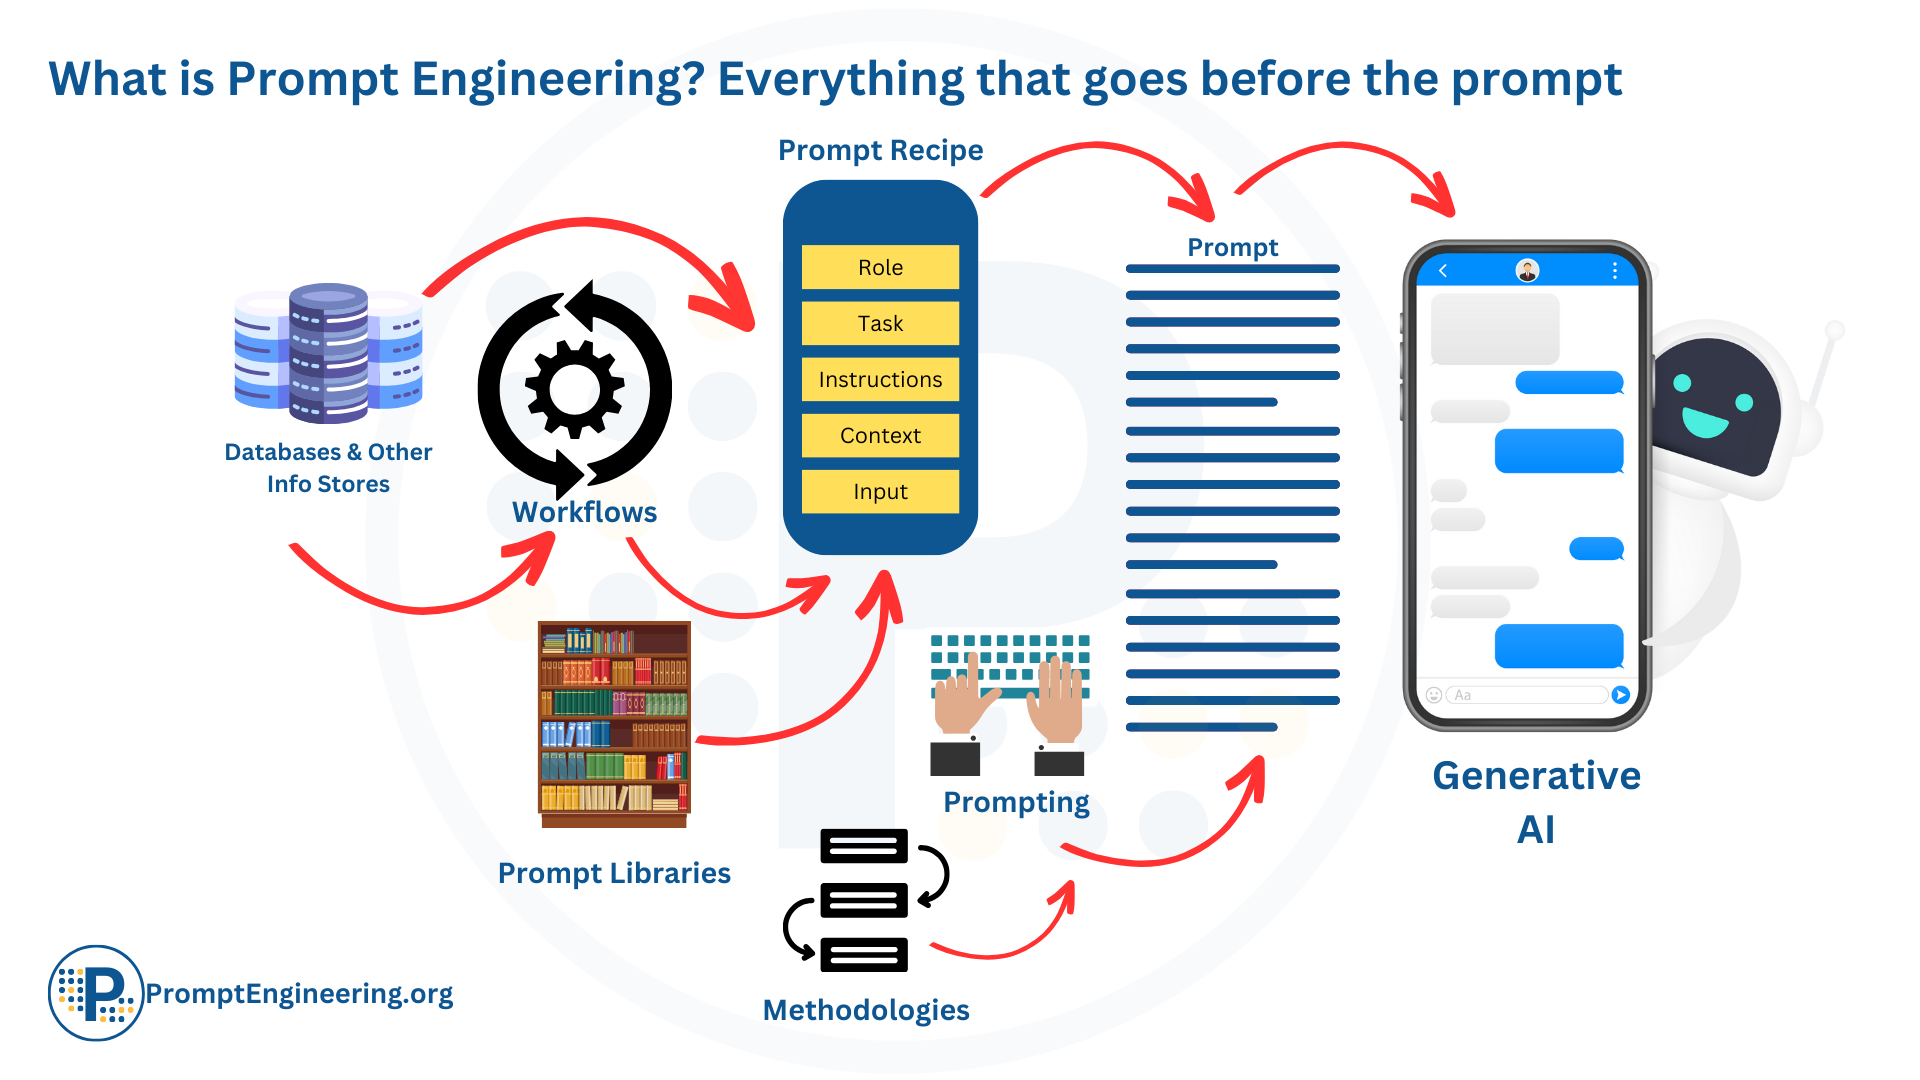 What is Prompt Engineering? Everything that goes before the prompt
Prompt Recipe
Role
Task
Instructions
Context
Input
Prompt
Databases & Other
Info Stores
Workflows
Prompt Libraries
Prompting
Methodologies
Aa
Generative
AI
P
PromptEngineering.org